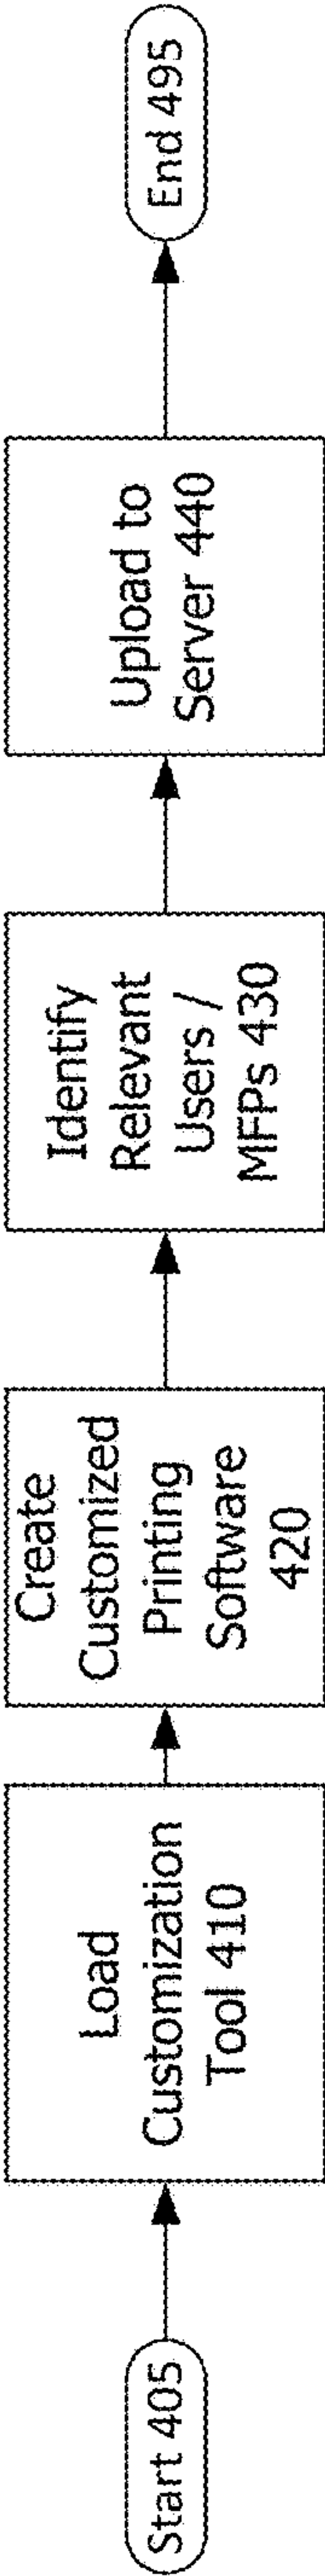 Start 405
Load
Customization
Tool 410
Create
Customized
Printing
Software
420
Identify
Relevant
Users /
MFPs 430
Upload to
Server 440
End 495